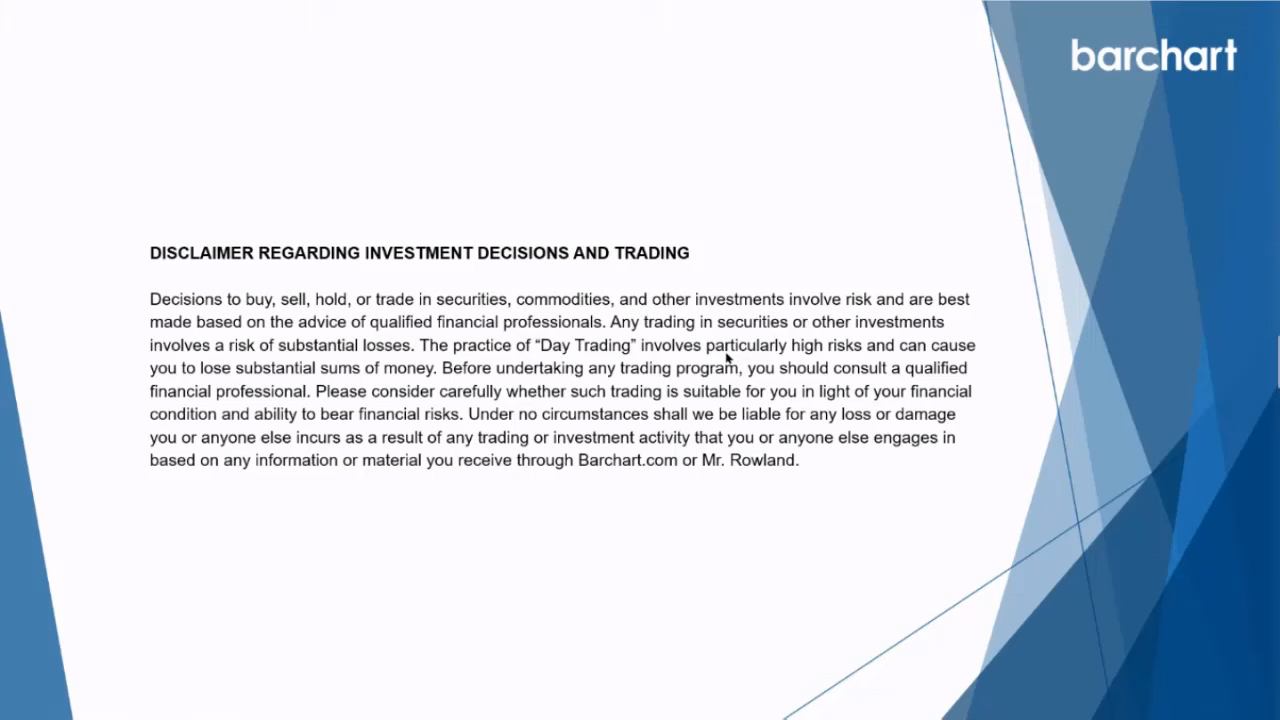 barchart
DISCLAIMER REGARDING INVESTMENT DECISIONS AND TRADING
Decisions to buy, sell, hold, or trade in securities, commodities, and other investments involve risk and are best
made based on the advice of qualified financial professionals. Any trading in securities or other investments
involves a risk of substantial losses. The practice of “Day Trading” involves particularly high risks and can cause
you to lose substantial sums of money. Before undertaking any trading program, you should consult a qualified
financial professional. Please consider carefully whether such trading is suitable for you in light of your financial
condition and ability to bear financial risks. Under no circumstances shall we be liable for any loss or damage
you or anyone else incurs as a result of any trading or investment activity that you or anyone else engages in
based on any information or material you receive through Barchart.com or Mr. Rowland.